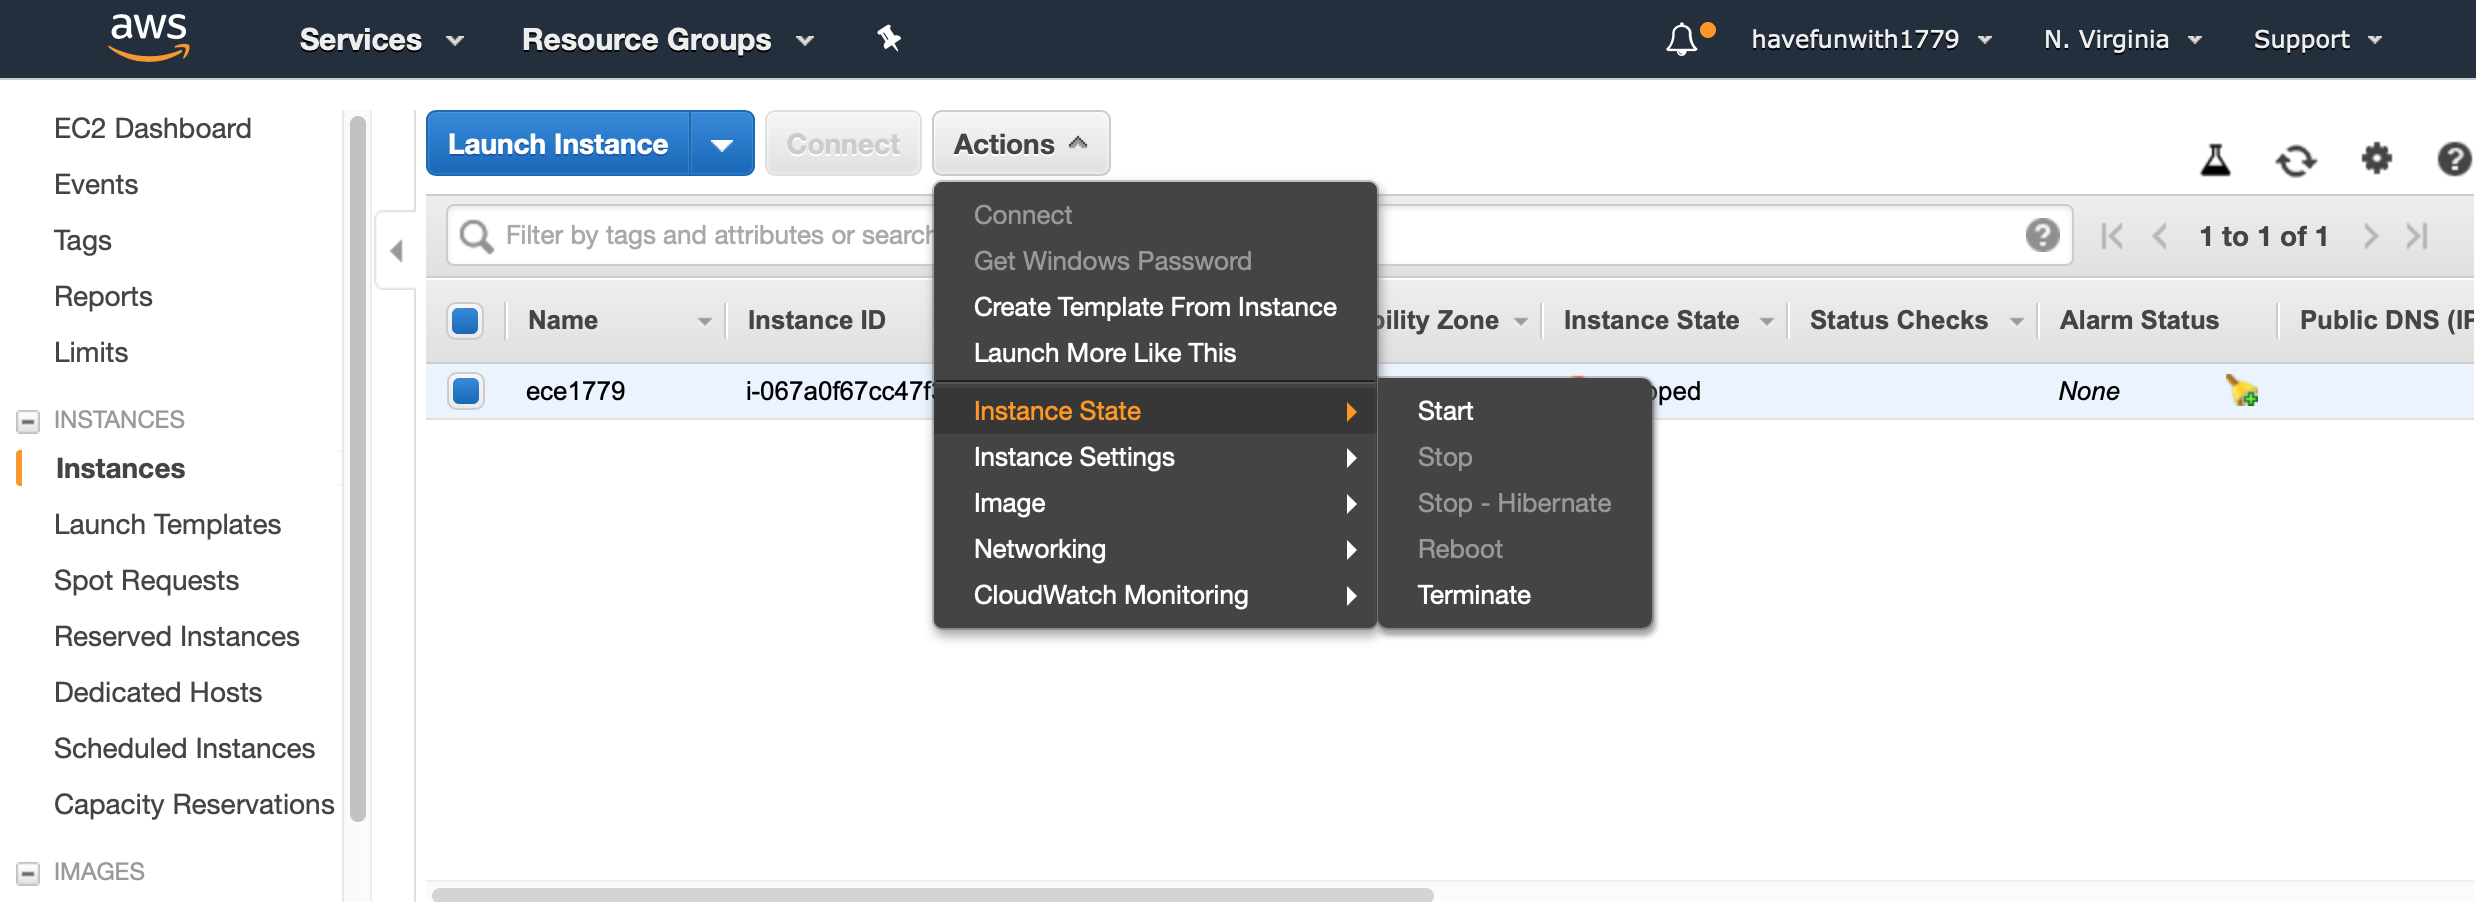 aws
Services
Resource Groups
havefunwith1779
N. Virginia
Support
EC2 Dashboard
Events
Tags
Reports
Limits
INSTANCES
Instances
Launch Templates
Spot Requests
Reserved Instances
Dedicated Hosts
Scheduled Instances
Capacity Reservations
IMAGES
Launch Instance
Connect
Actions
Filter by tags and attributes or search
1 to 1 of 1
Name
Instance ID
bility Zone
Instance State
Status Checks
Alarm Status
Public DNS (IP
ece1779
i-067a0f67cc47f
pped
None
Connect
Get Windows Password
Create Template From Instance
Launch More Like This
Instance State
Instance Settings
Image
Networking
CloudWatch Monitoring
Start
Stop
Stop - Hibernate
Reboot
Terminate